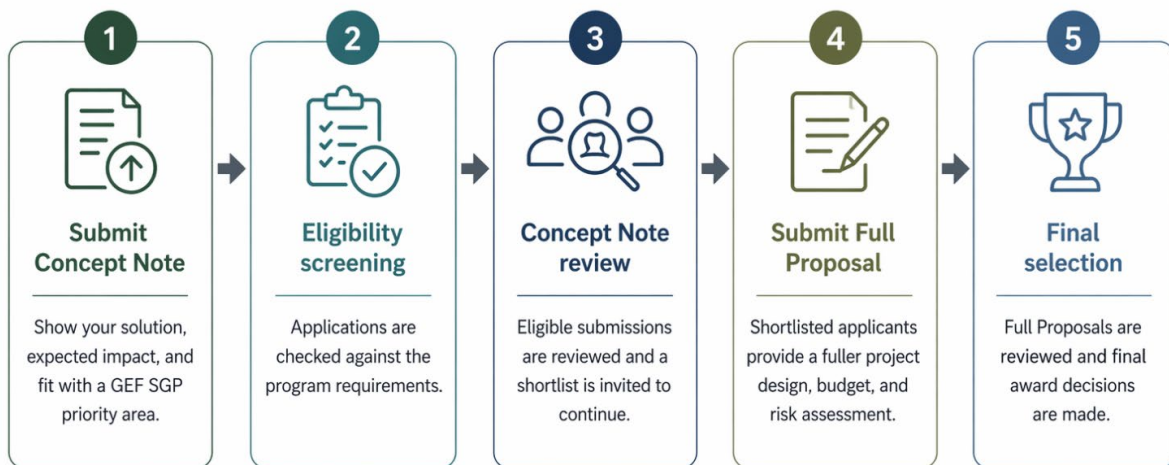 1
Submit
Concept Note
Show your solution,
expected impact, and
fit with a GEF SGP
priority area.
2
Eligibility
screening
Applications are
checked against the
program requirements.
3
Concept Note
review
Eligible submissions
are reviewed and a
shortlist is invited to
continue.
4
Submit Full
Proposal
Shortlisted applicants
provide a fuller project
design, budget, and
risk assessment.
5
Final
selection
Full Proposals are
reviewed and final
award decisions
are made.